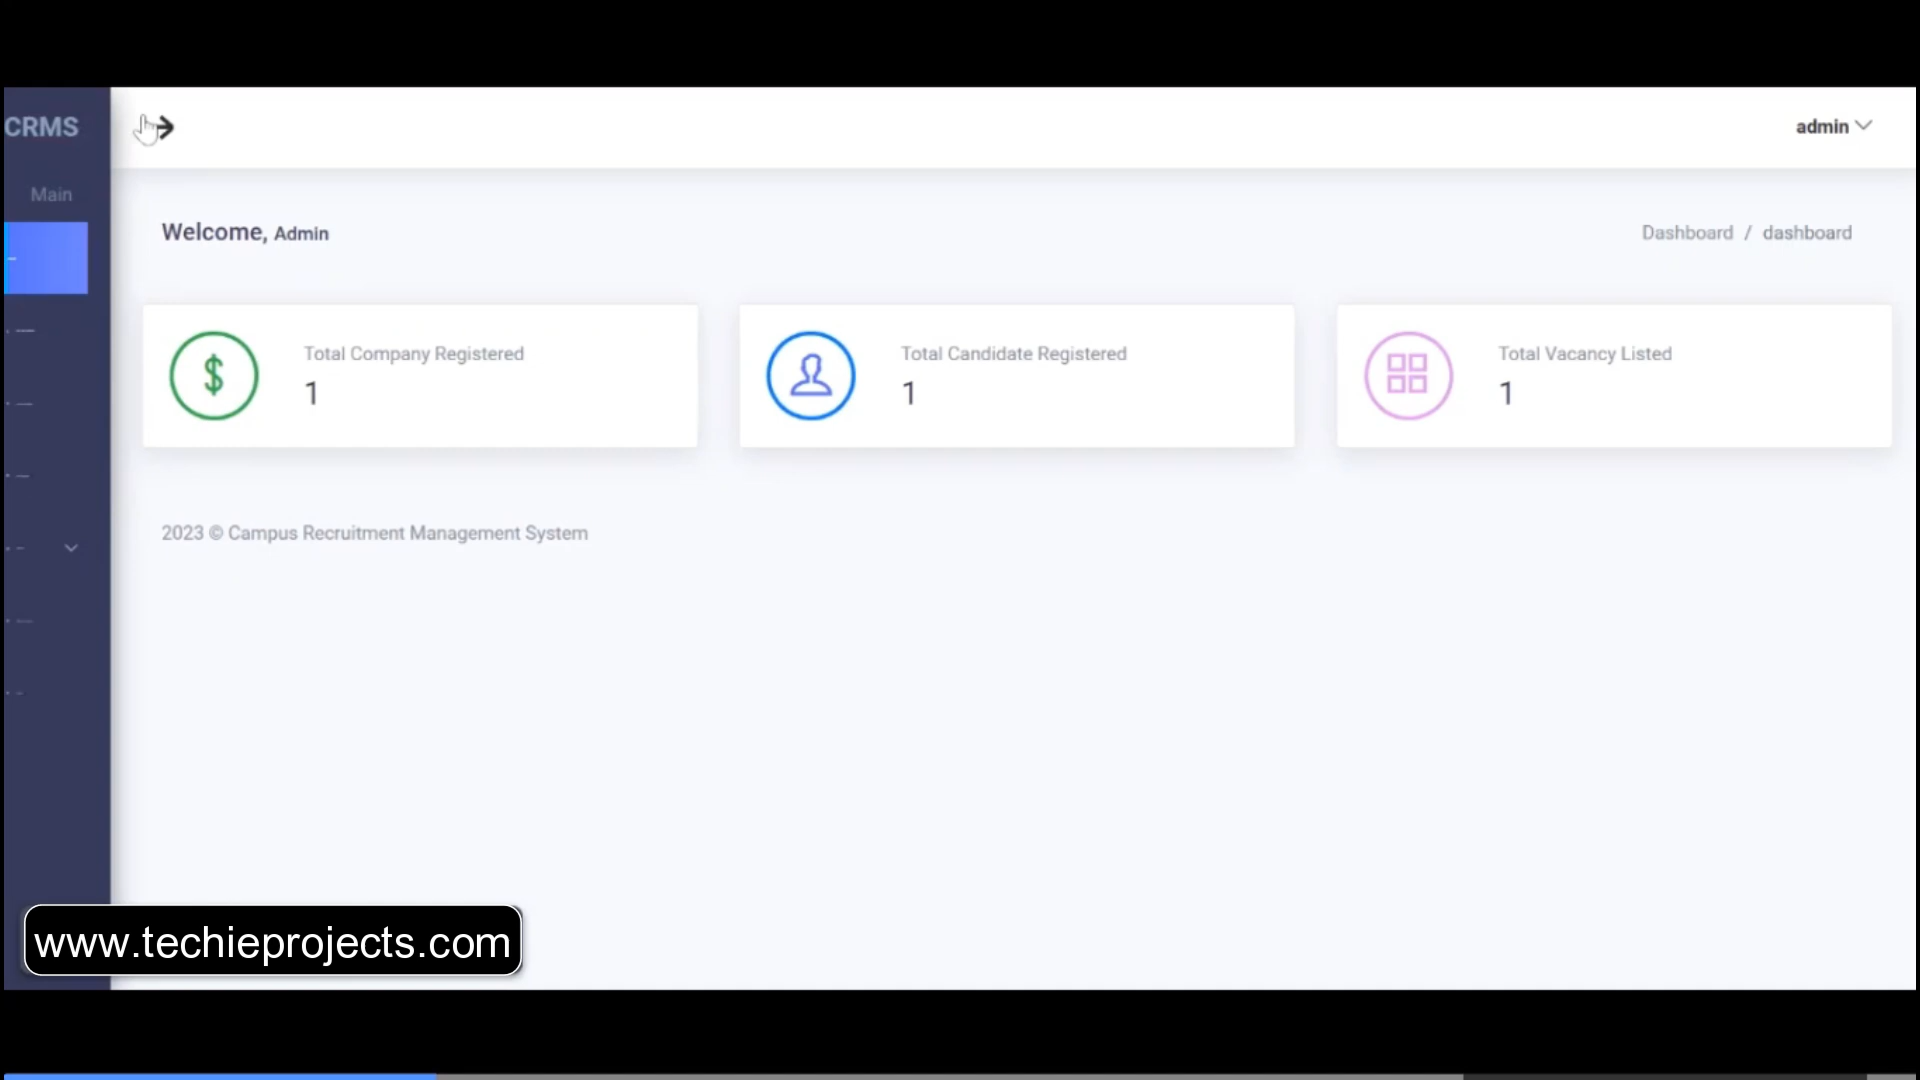 CRMS
admin
Main
Welcome, Admin
Dashboard / dashboard
Total Company Registered
1
Total Candidate Registered
1
Total Vacancy Listed
1
2023 © Campus Recruitment Management System
www.techieprojects.com